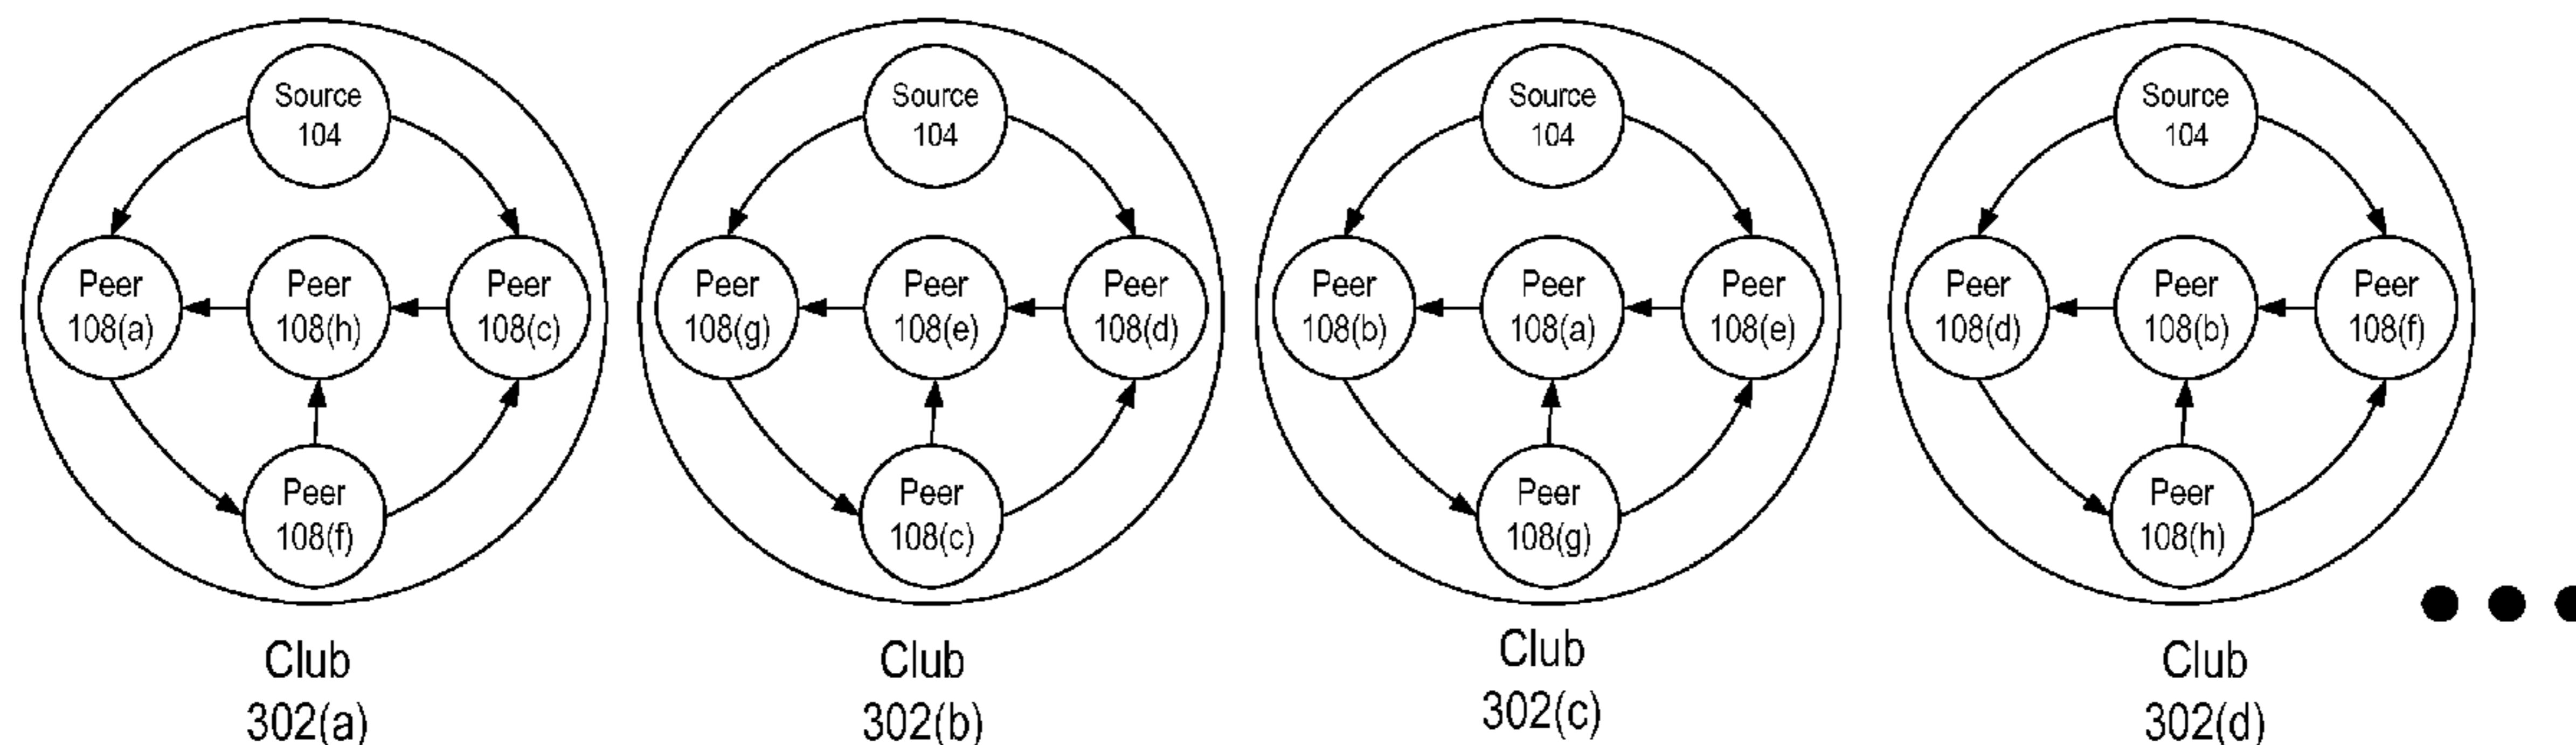 Source
104
Peer
108(a)
Peer
108(h)
Peer
108(c)
Peer
108(f)
Club
302(a)
Source
104
Peer
108(g)
Peer
108(e)
Peer
108(d)
Peer
108(c)
Club
302(b)
Source
104
Peer
108(b)
Peer
108(a)
Peer
108(e)
Peer
108(g)
Club
302(c)
Source
104
Peer
108(d)
Peer
108(b)
Peer
108(f)
Peer
108(h)
Club
302(d)